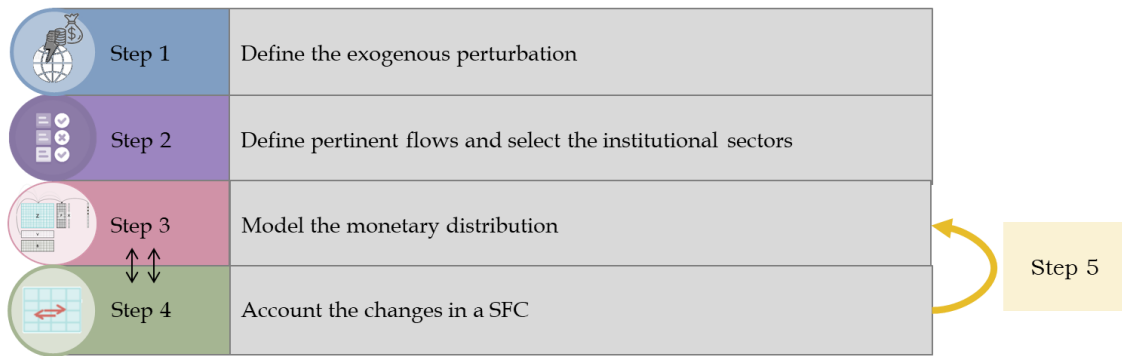 Step 1
Define the exogenous perturbation
Step 2
Define pertinent flows and select the institutional sectors
Step 3
Model the monetary distribution
Step 4
Account the changes in a SFC
Step 5
$
Z